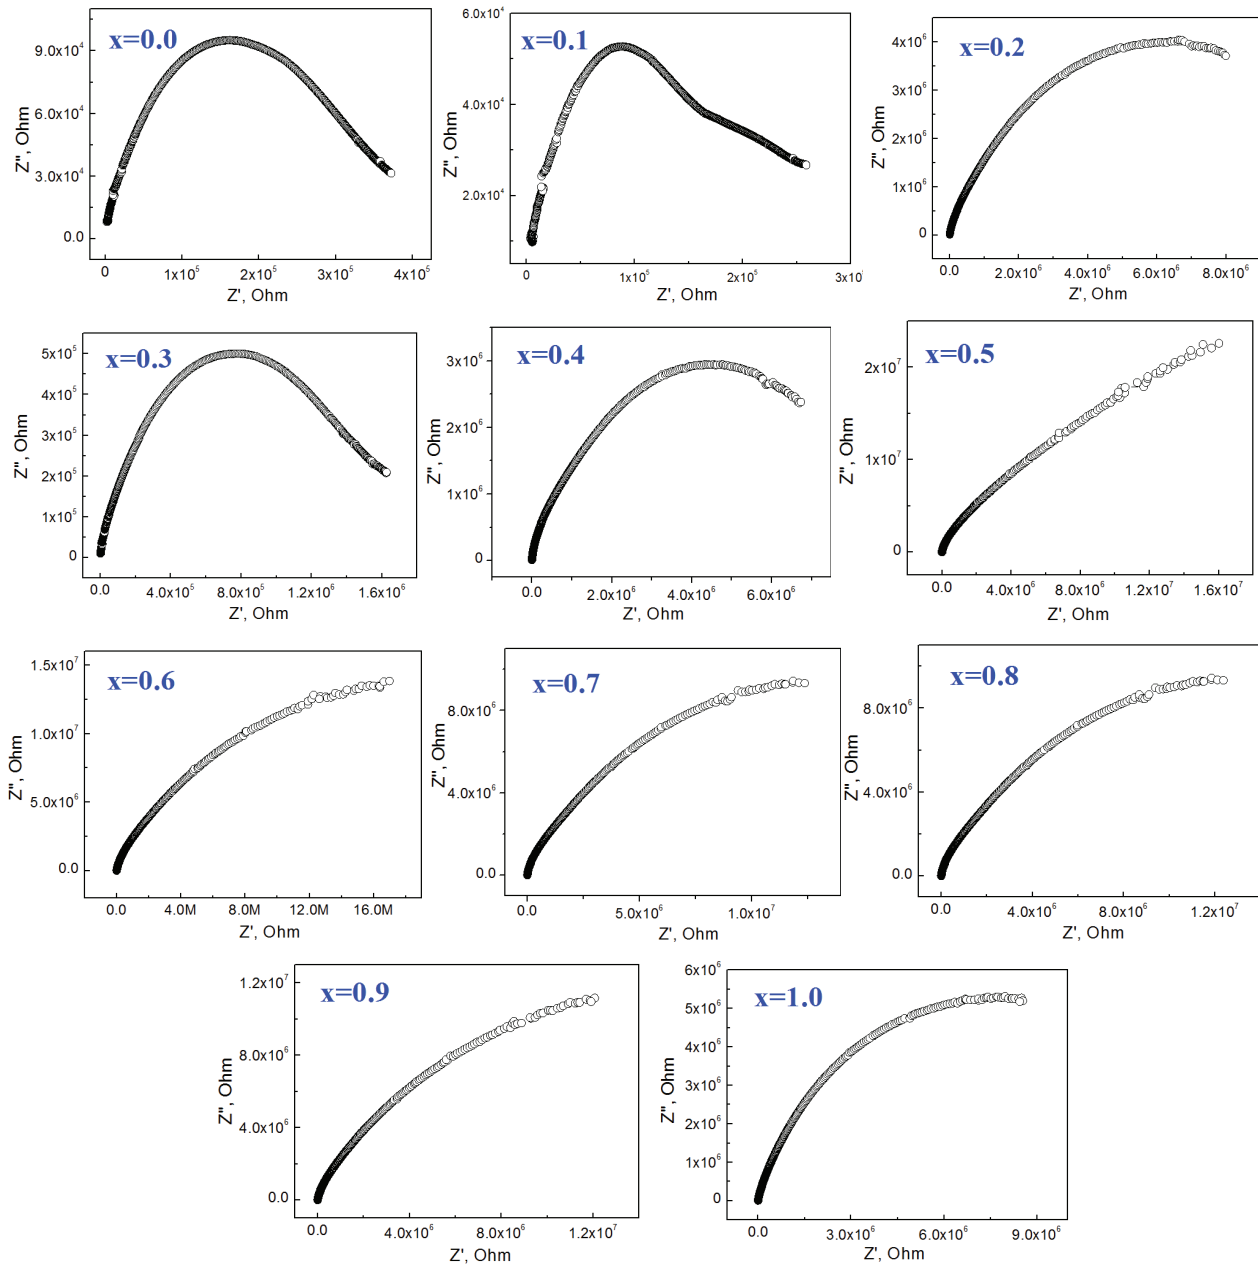 x=0.0
9.0x10⁴
6.0x10⁴
3.0x10⁴
0.0
Z", Ohm
0 1x10⁵ 2x10⁵ 3x10⁵ 4x10⁵
Z', Ohm
x=0.1
6.0x10⁴
4.0x10⁴
2.0x10⁴
Z", Ohm
0 1x10⁵ 2x10⁵ 3x1
Z', Ohm
x=0.2
4x10⁶
3x10⁶
2x10⁶
1x10⁶
0
Z", Ohm
0.0 2.0x10⁶ 4.0x10⁶ 6.0x10⁶ 8.0x10⁶
Z', Ohm
x=0.3
5x10⁵
4x10⁵
3x10⁵
2x10⁵
1x10⁵
0
Z", Ohm
0.0 4.0x10⁵ 8.0x10⁵ 1.2x10⁶ 1.6x10⁶
Z', Ohm
x=0.4
3x10⁶
2x10⁶
1x10⁶
0
Z", Ohm
0.0 2.0x10⁶ 4.0x10⁶ 6.0x10⁶
Z', Ohm
x=0.5
2x10⁷
1x10⁷
0
Z", Ohm
0.0 4.0x10⁶ 8.0x10⁶ 1.2x10⁷ 1.6x10⁷
Z', Ohm
x=0.6
1.5x10⁷
1.0x10⁷
5.0x10⁶
0.0
Z", Ohm
0.0 4.0M 8.0M 12.0M 16.0M
Z', Ohm
x=0.7
8.0x10⁶
4.0x10⁶
0.0
Z", Ohm
0.0 5.0x10⁶ 1.0x10⁷
Z', Ohm
x=0.8
8.0x10⁶
4.0x10⁶
0.0
Z", Ohm
0.0 4.0x10⁶ 8.0x10⁶ 1.2x10⁷
Z', Ohm
x=0.9
1.2x10⁷
8.0x10⁶
4.0x10⁶
0.0
Z", Ohm
0.0 4.0x10⁶ 8.0x10⁶ 1.2x10⁷
Z', Ohm
x=1.0
6x10⁶
5x10⁶
4x10⁶
3x10⁶
2x10⁶
1x10⁶
0
Z", Ohm
0.0 3.0x10⁶ 6.0x10⁶ 9.0x10⁶
Z', Ohm